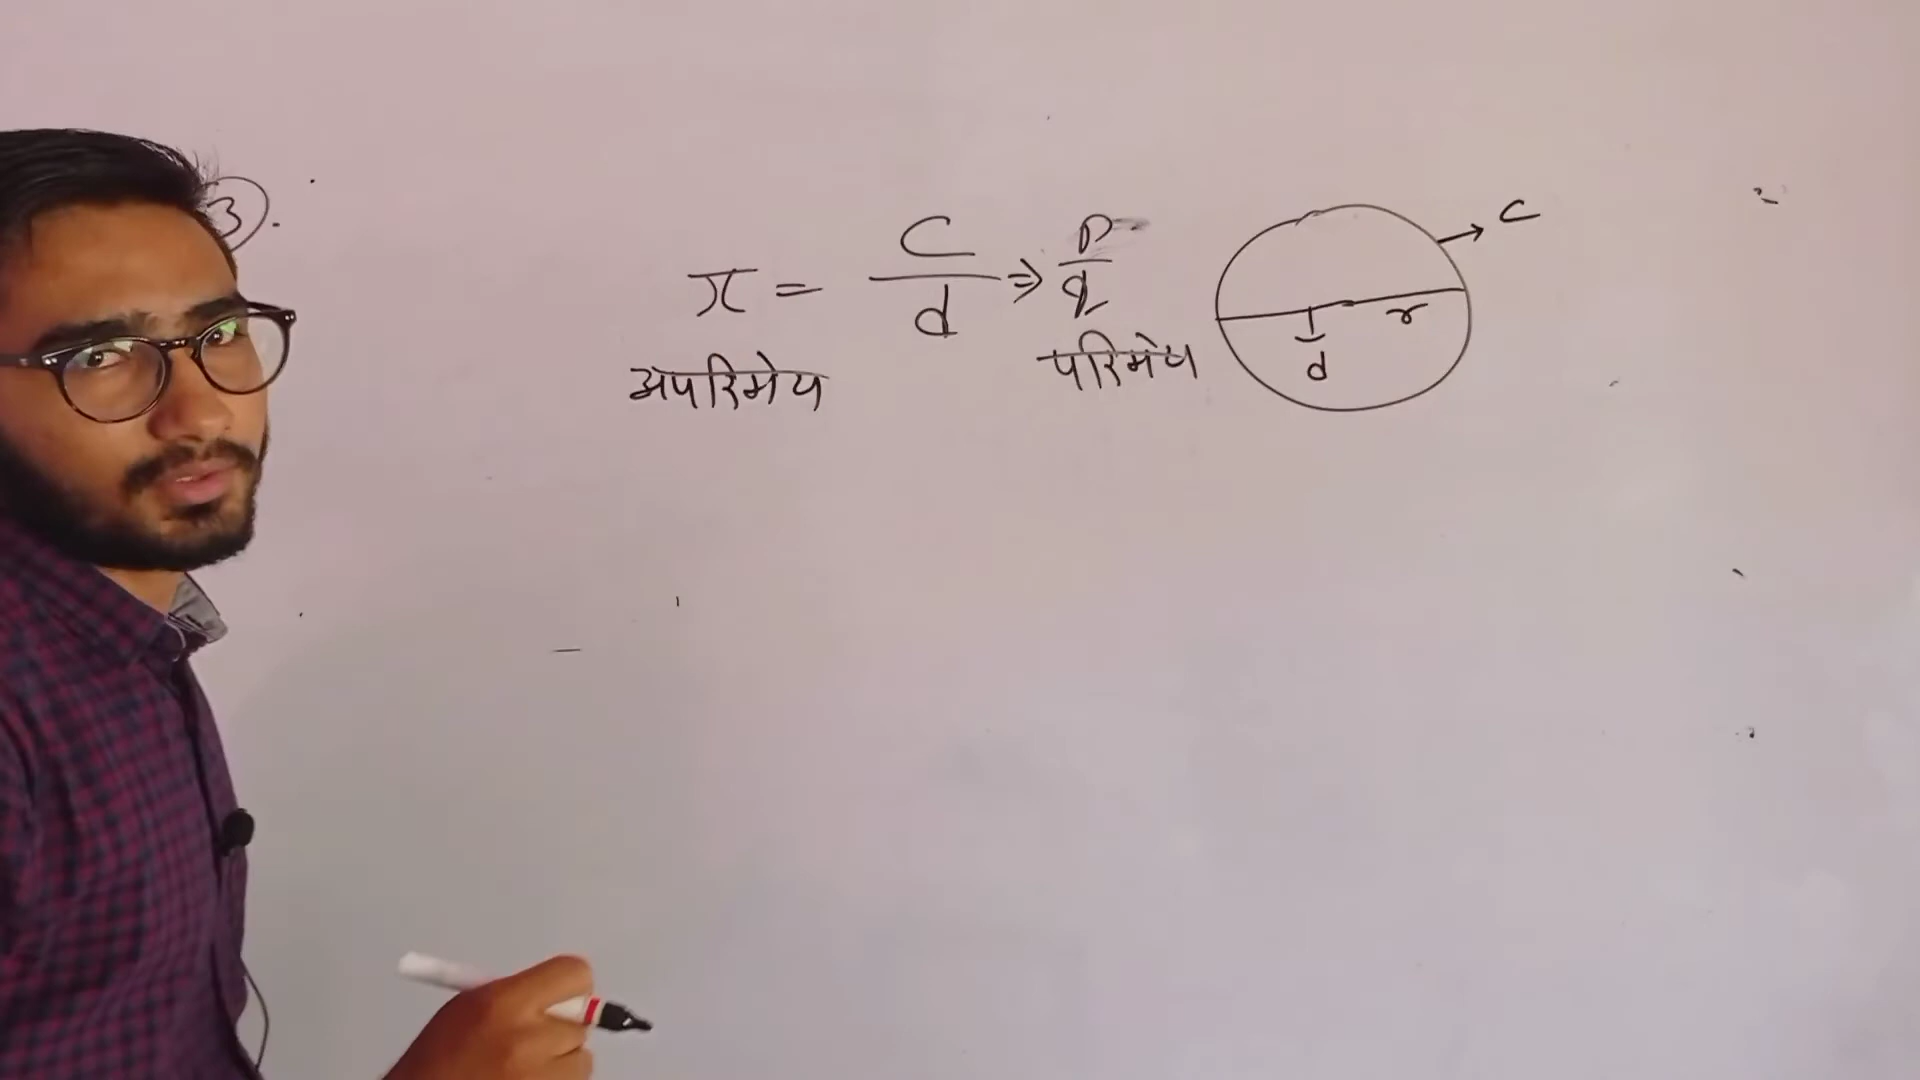 3.
π = C/d ⇒ p/q
अपरिमेय परिमेय
C
r
d